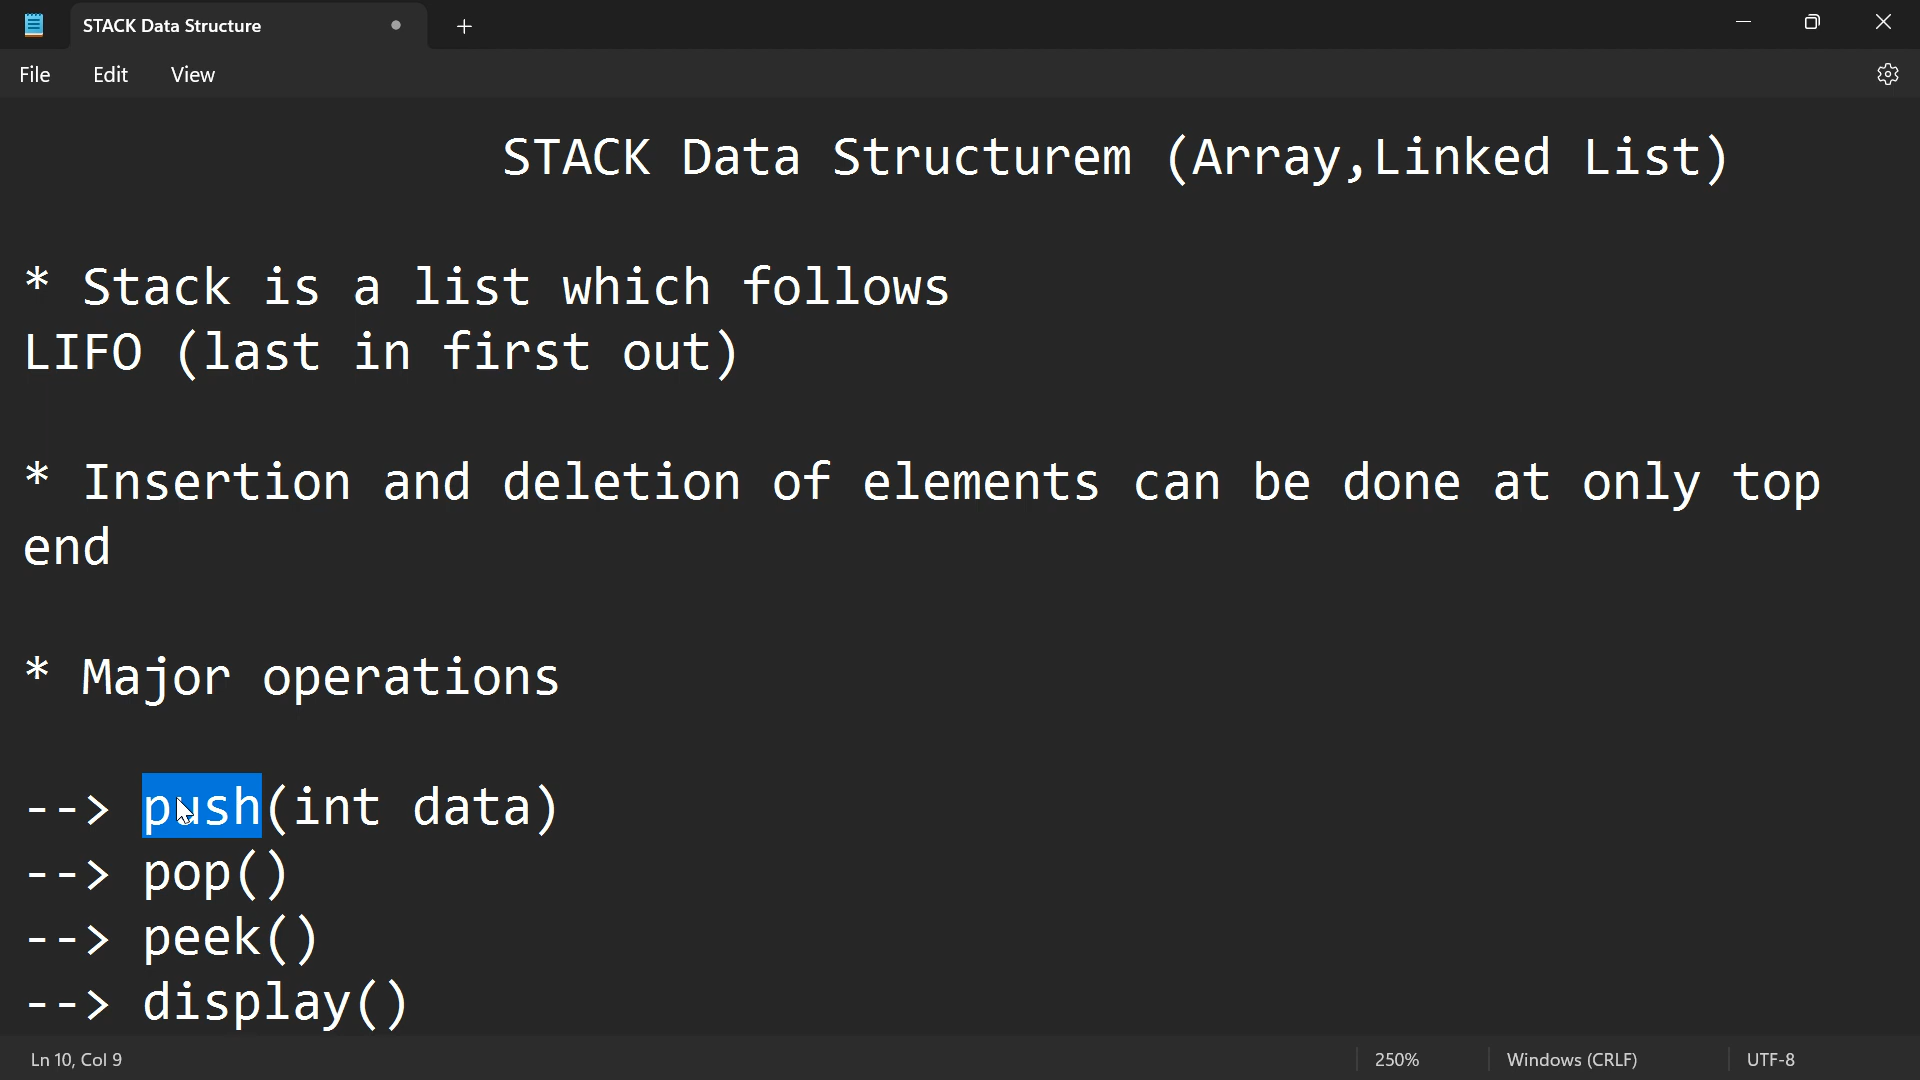 STACK Data Structure
File Edit View
STACK Data Structurem (Array,Linked List)
* Stack is a list which follows
LIFO (last in first out)
* Insertion and deletion of elements can be done at only top
end
* Major operations
--> push(int data)
--> pop()
--> peek()
--> display()
Ln 10, Col 9 250% Windows (CRLF) UTF-8